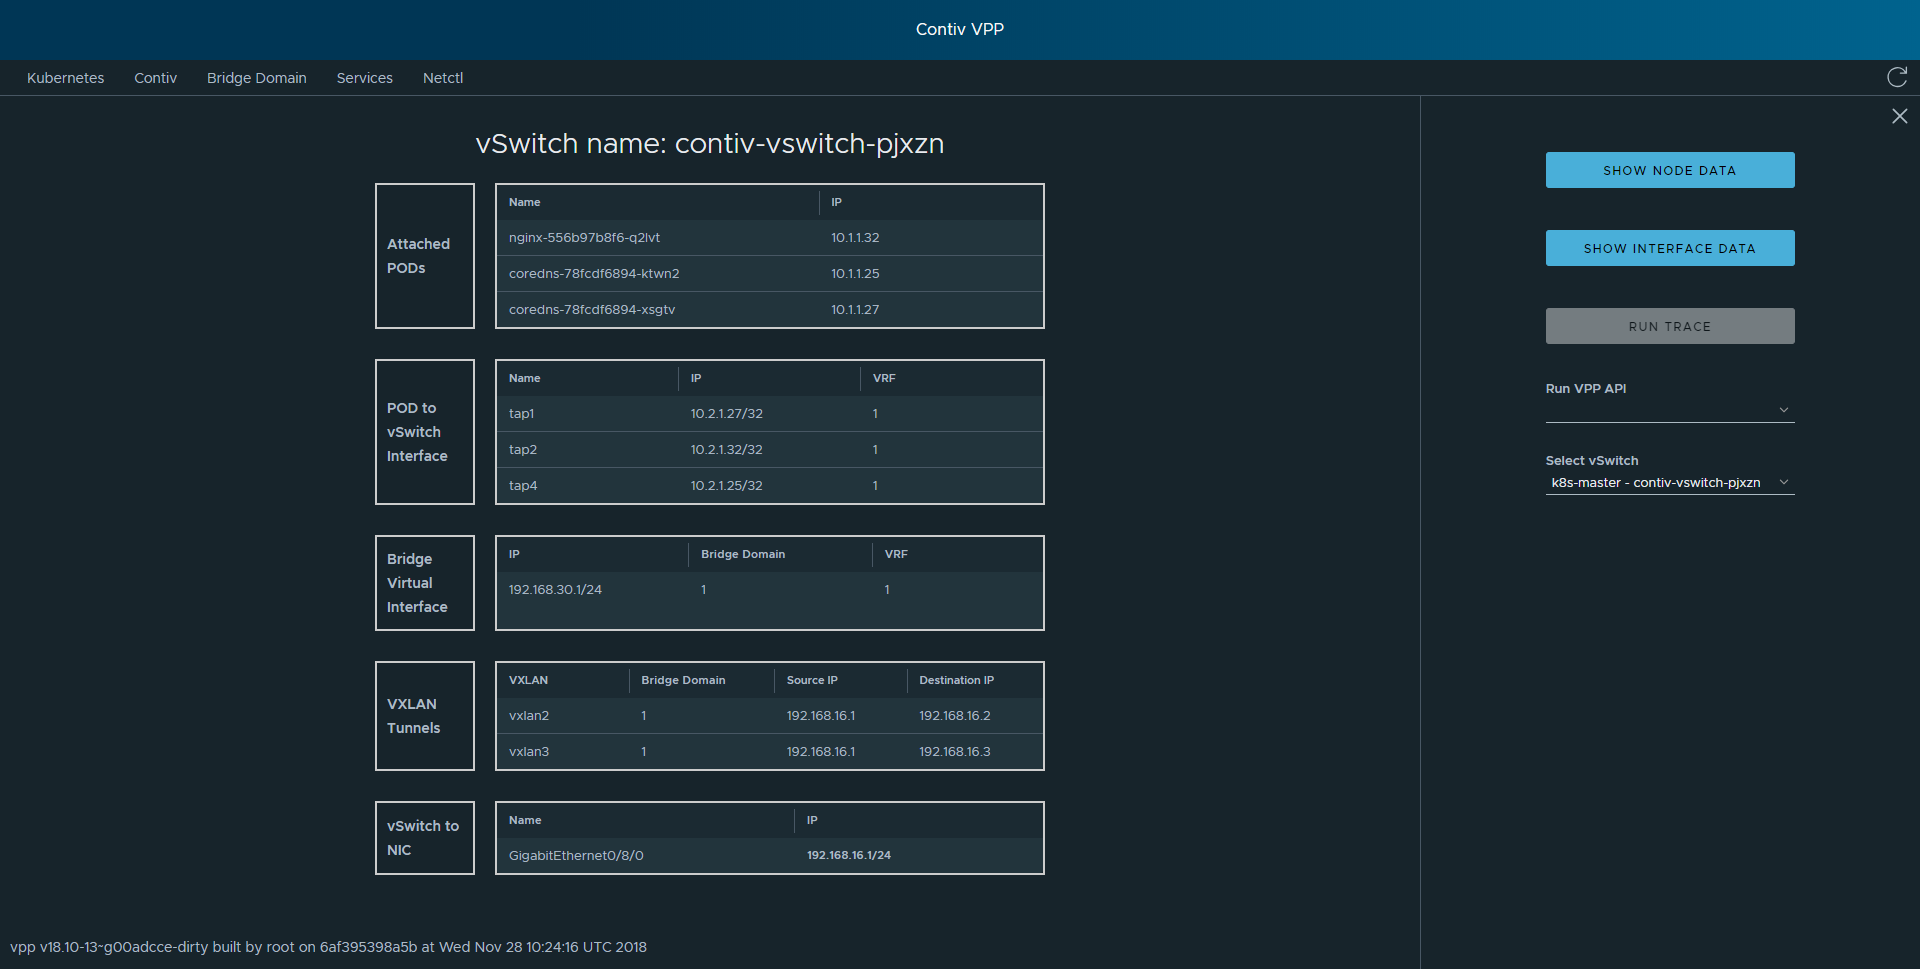 Contiv VPP
Kubernetes Contiv Bridge Domain Services Netctl
vSwitch name: contiv-vswitch-pjxzn
Attached
PODs
Name IP
nginx-556b97b8f6-q2lvt 10.1.1.32
coredns-78fcdf6894-ktwn2 10.1.1.25
coredns-78fcdf6894-xsgtv 10.1.1.27
POD to
vSwitch
Interface
Name IP VRF
tap1 10.2.1.27/32 1
tap2 10.2.1.32/32 1
tap4 10.2.1.25/32 1
Bridge
Virtual
Interface
IP Bridge Domain VRF
192.168.30.1/24 1 1
VXLAN
Tunnels
VXLAN Bridge Domain Source IP Destination IP
vxlan2 1 192.168.16.1 192.168.16.2
vxlan3 1 192.168.16.1 192.168.16.3
vSwitch to
NIC
Name IP
GigabitEthernet0/8/0 192.168.16.1/24
SHOW NODE DATA
SHOW INTERFACE DATA
RUN TRACE
Run VPP API
Select vSwitch
k8s-master - contiv-vswitch-pjxzn
vpp v18.10-13~g00adcce-dirty built by root on 6af395398a5b at Wed Nov 28 10:24:16 UTC 2018